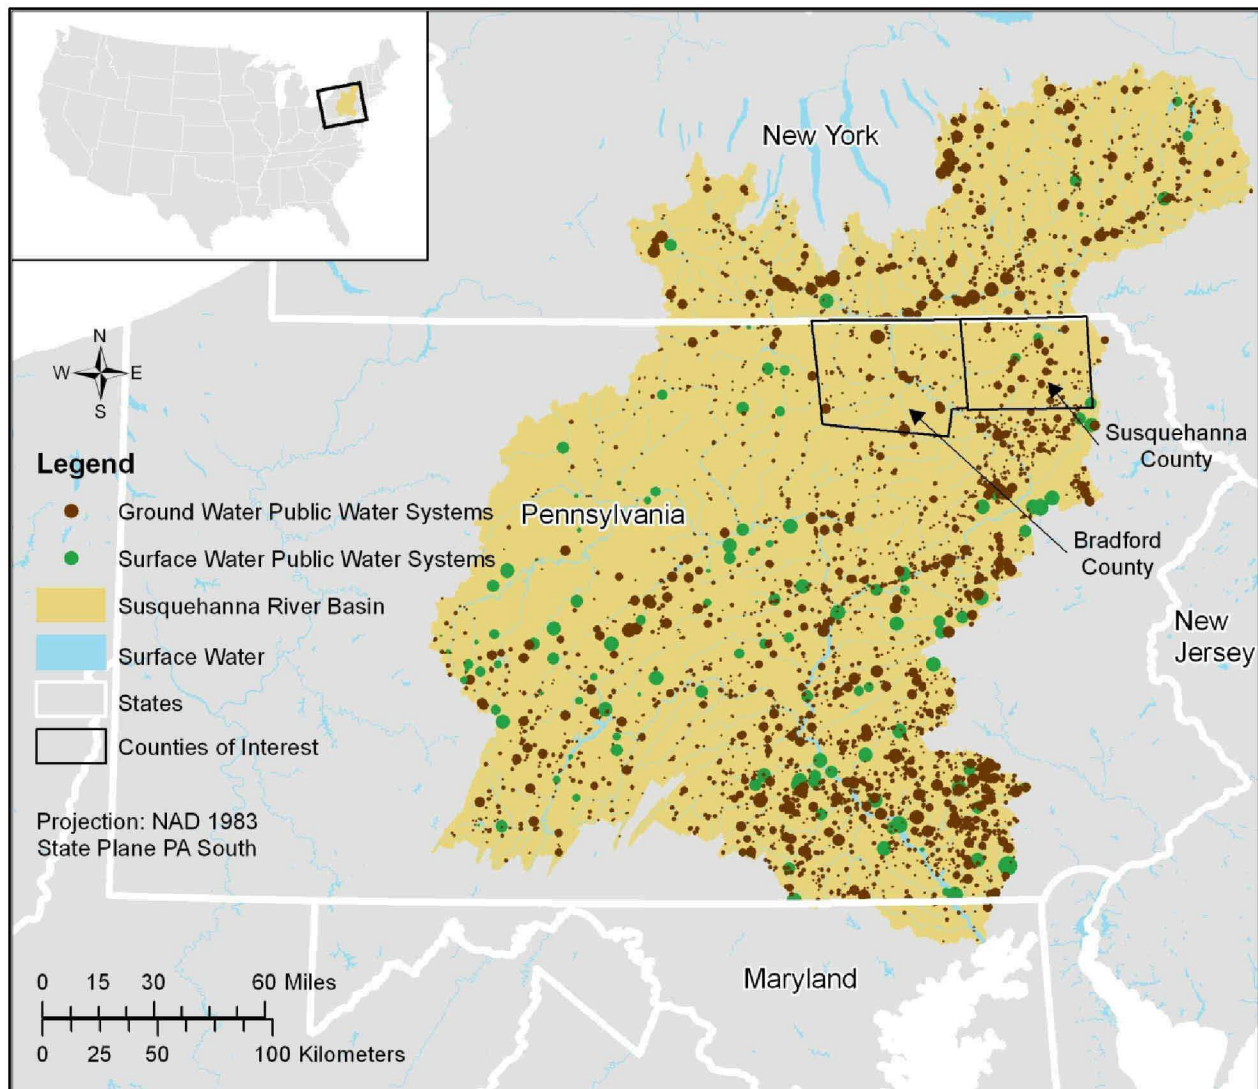 New York
N
W E
S
Susquehanna
County
Legend
Ground Water Public Water Systems
Pennsylvania
Bradford
County
Surface Water Public Water Systems
Susquehanna River Basin
New
Jersey
Surface Water
States
Counties of Interest
Projection: NAD 1983
State Plane PA South
Maryland
0 15 30 60 Miles
0 25 50 100 Kilometers